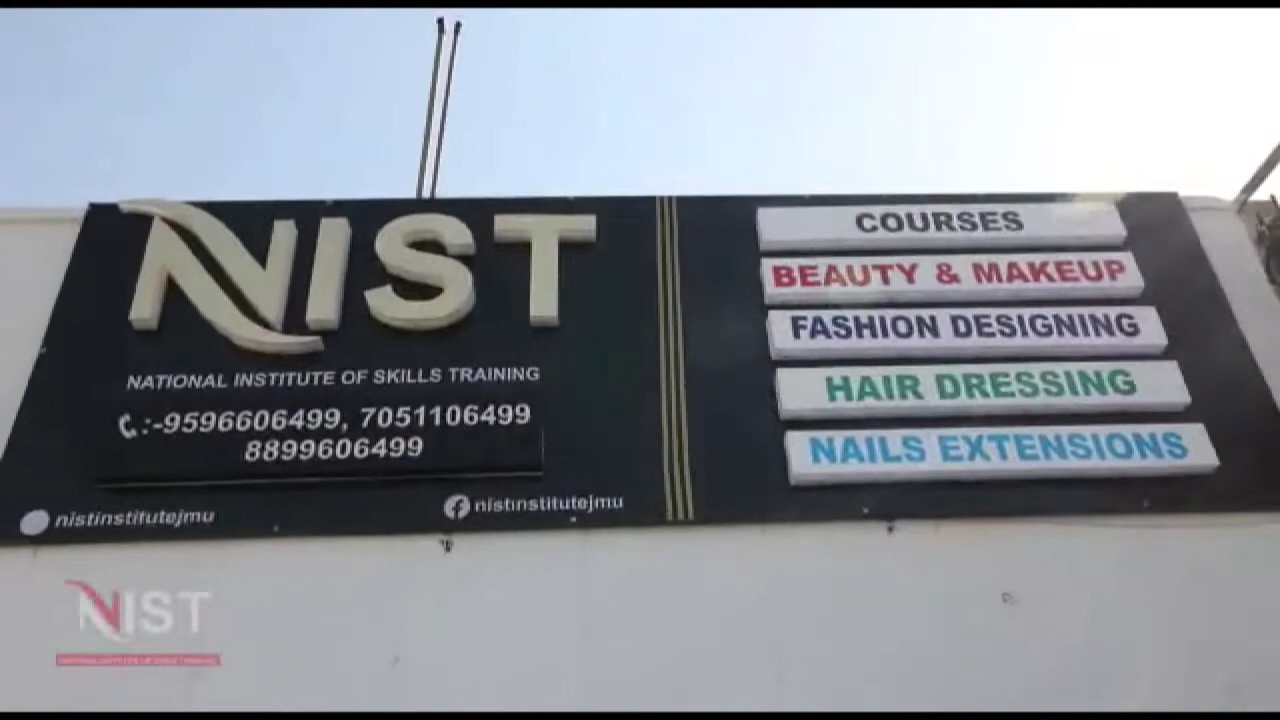 NIST
NATIONAL INSTITUTE OF SKILLS TRAINING
:-9596606499, 7051106499
8899606499
nistinstitutejmu
nistinstitutejmu
COURSES
BEAUTY & MAKEUP
FASHION DESIGNING
HAIR DRESSING
NAILS EXTENSIONS
NIST